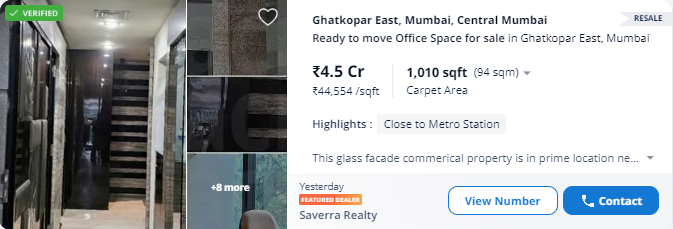 VERIFIED
Ghatkopar East, Mumbai, Central Mumbai
RESALE
Ready to move Office Space for sale in Ghatkopar East, Mumbai
₹4.5 Cr
₹44,554 /sqft
1,010 sqft (94 sqm)
Carpet Area
Highlights : Close to Metro Station
This glass facade commerical property is in prime location ne...
+8 more
Yesterday
FEATURED DEALER
Saverra Realty
View Number
Contact